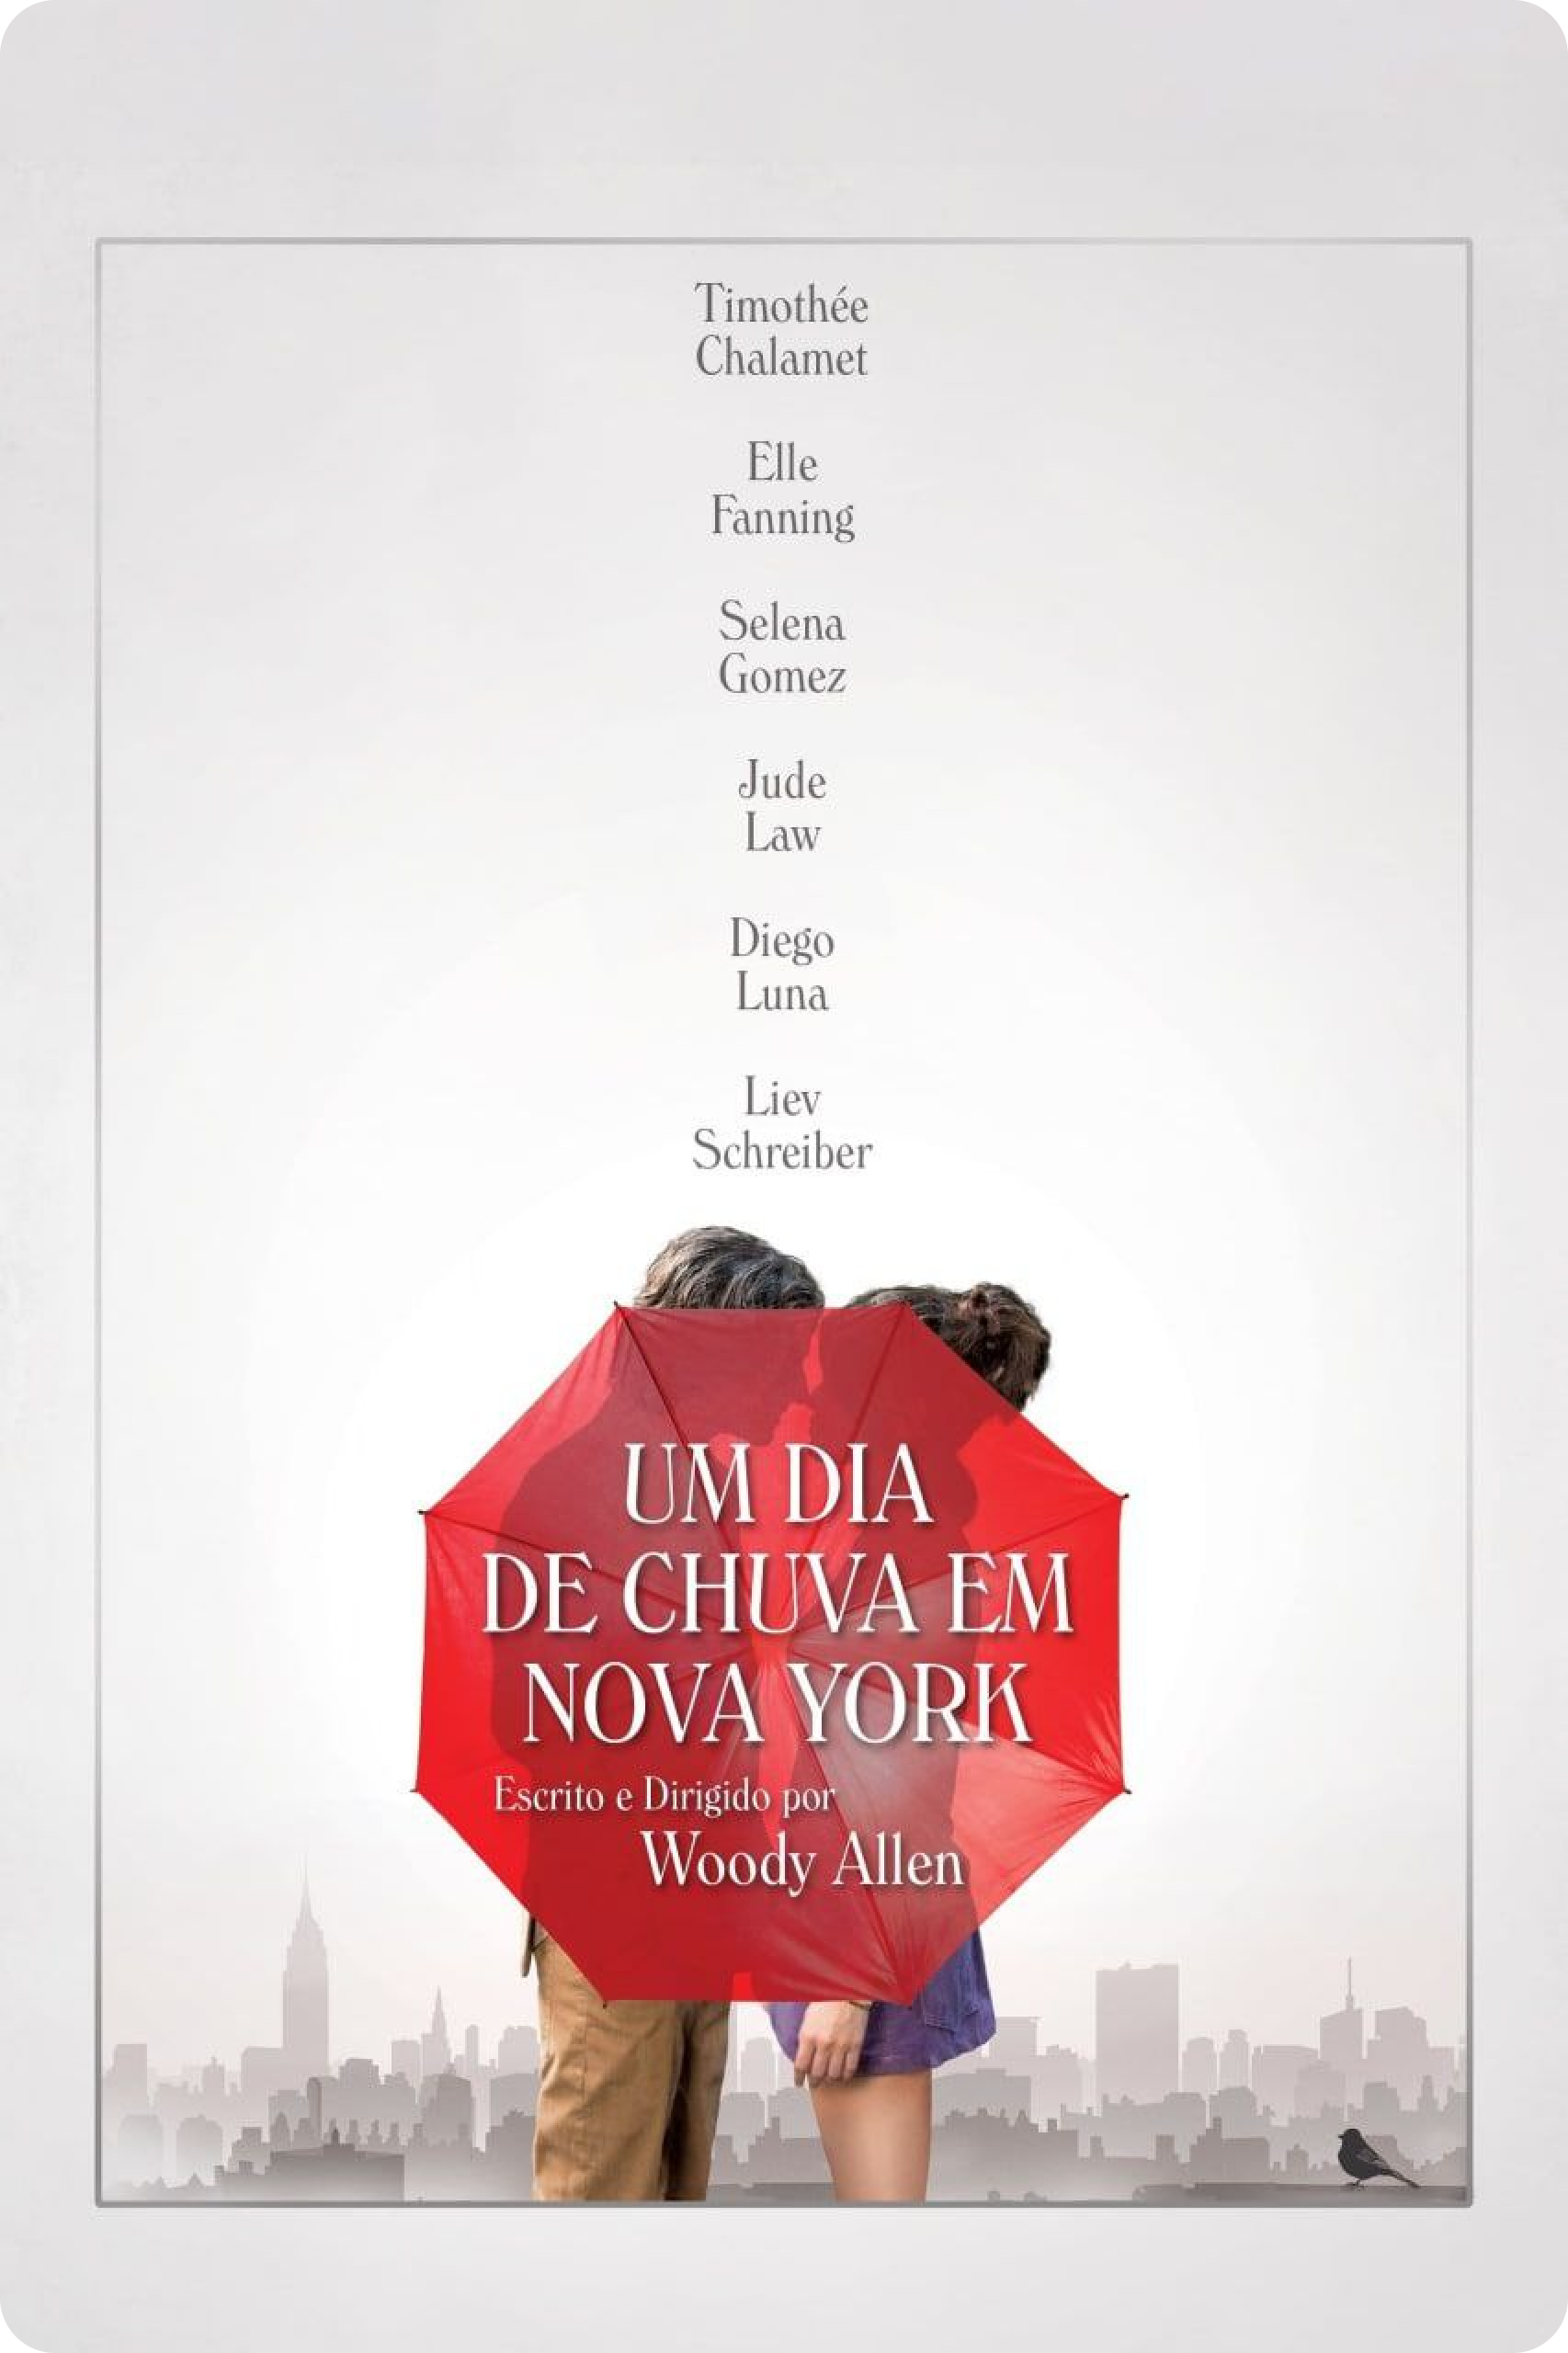 Timothée
Chalamet
Elle
Fanning
Selena
Gomez
Jude
Law
Diego
Luna
Liev
Schreiber
UM DIA
DE CHUVA EM
NOVA YORK
Escrito e Dirigido por
Woody Allen